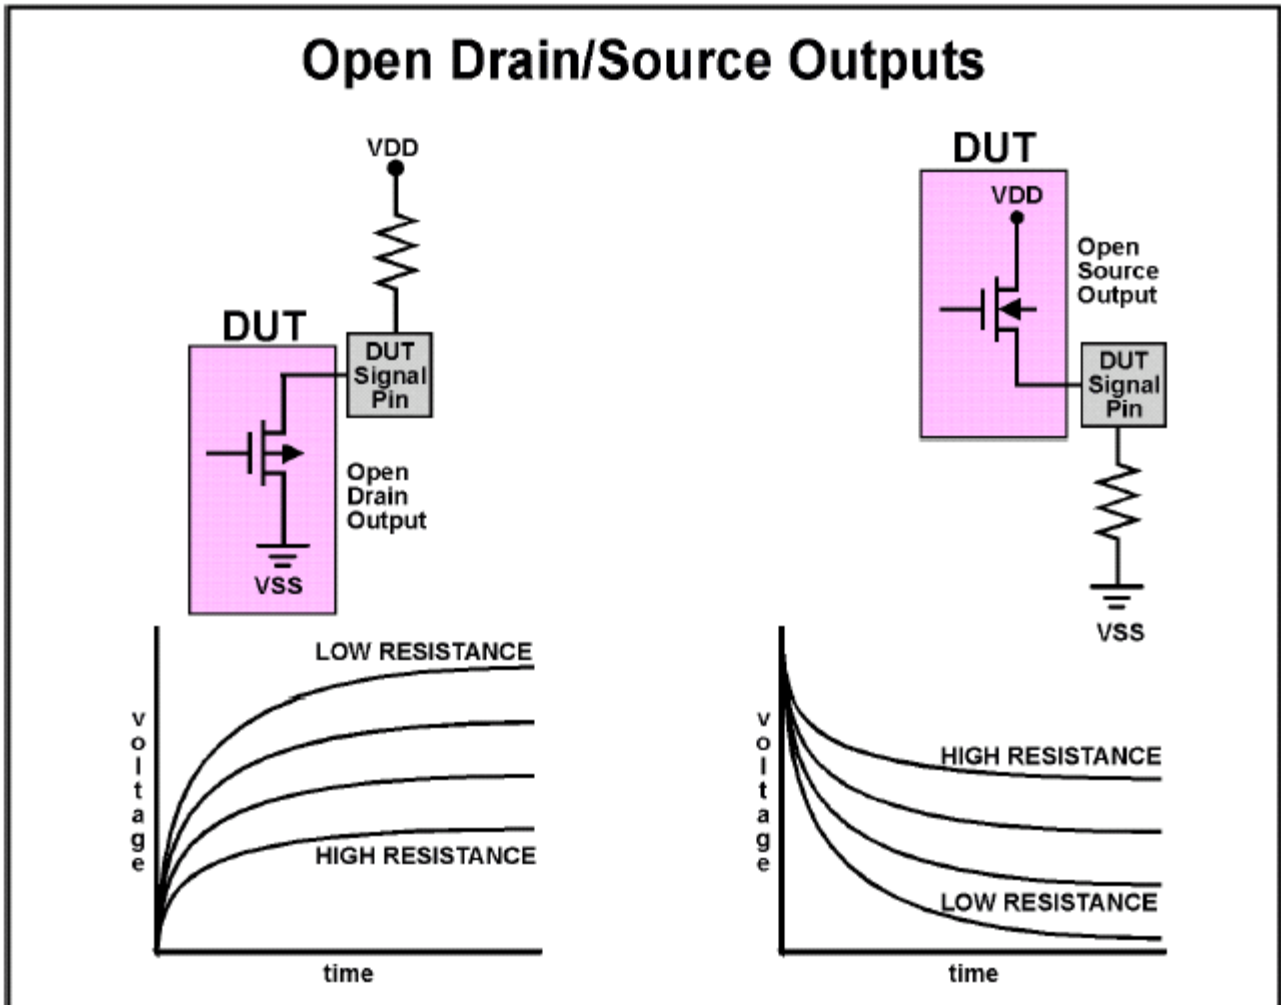 Open Drain/Source Outputs
VDD
DUT
DUT
Signal
Pin
Open
Drain
Output
VSS
DUT
VDD
Open
Source
Output
DUT
Signal
Pin
VSS
voltage
LOW RESISTANCE
HIGH RESISTANCE
time
voltage
HIGH RESISTANCE
LOW RESISTANCE
time